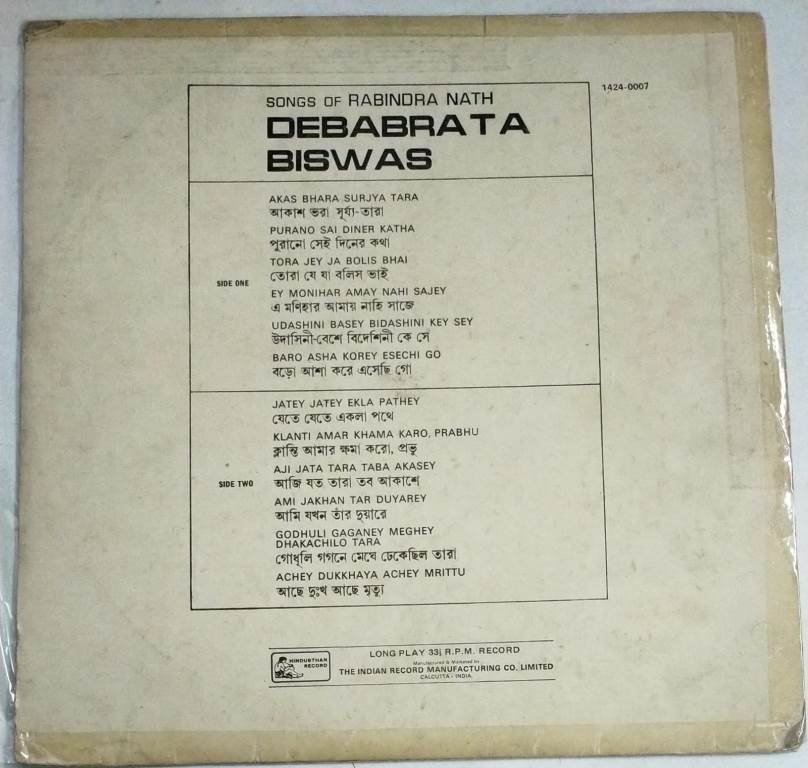 1424-0007
SONGS OF RABINDRA NATH
DEBABRATA
BISWAS
SIDE ONE
AKAS BHARA SURJYA TARA
আকাশ ভরা সূর্য্য-তারা
PURANO SAI DINER KATHA
পুরানো সেই দিনের কথা
TORA JEY JA BOLIS BHAI
তোরা যে যা বলিস ভাই
EY MONIHAR AMAY NAHI SAJEY
এ মণিহার আমায় নাহি সাজে
UDASHINI BASEY BIDASHINI KEY SEY
উদাসিনী-বেশে বিদেশিনী কে সে
BARO ASHA KOREY ESECHI GO
বড়ো আশা করে এসেছি গো
SIDE TWO
JATEY JATEY EKLA PATHEY
যেতে যেতে একলা পথে
KLANTI AMAR KHAMA KARO, PRABHU
ক্লান্তি আমার ক্ষমা করো, প্রভু
AJI JATA TARA TABA AKASEY
আজি যত তারা তব আকাশে
AMI JAKHAN TAR DUYAREY
আমি যখন তাঁর দুয়ারে
GODHULI GAGANEY MEGHEY
DHAKACHILO TARA
গোধূলি গগনে মেঘে ঢেকেছিল তারা
ACHEY DUKKHAYA ACHEY MRITTU
আছে দুঃখ আছে মৃত্যু
HINDUSTHAN
RECORD
LONG PLAY 33⅓ R.P.M. RECORD
Manufactured & Marketed by
THE INDIAN RECORD MANUFACTURING CO. LIMITED
CALCUTTA - INDIA.